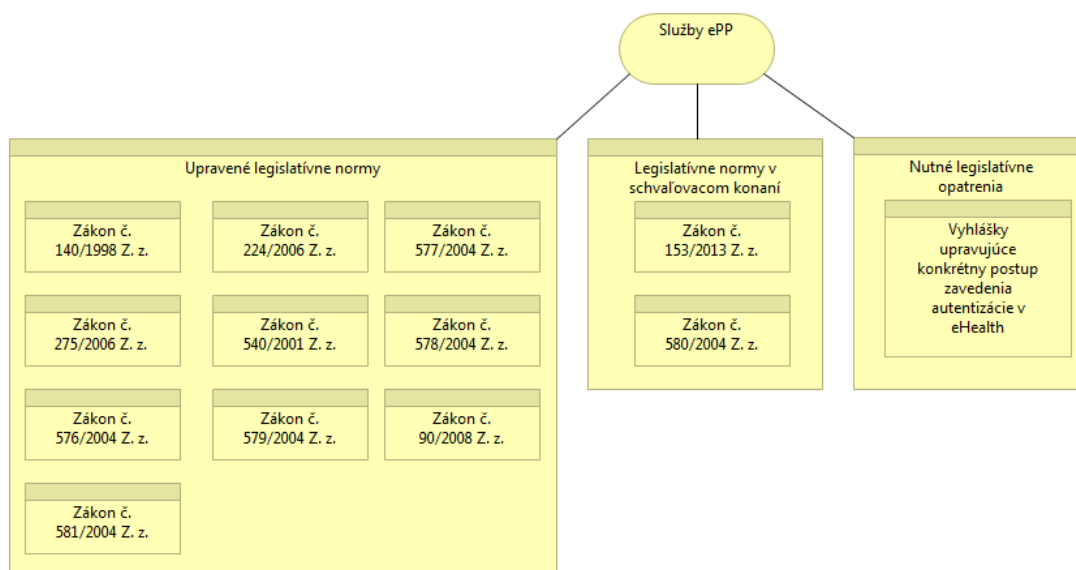 Služby ePP
Upravené legislatívne normy
Zákon č.
140/1998 Z. z.
Zákon č.
224/2006 Z. z.
Zákon č.
577/2004 Z. z.
Zákon č.
275/2006 Z. z.
Zákon č.
540/2001 Z. z.
Zákon č.
578/2004 Z. z.
Zákon č.
576/2004 Z. z.
Zákon č.
579/2004 Z. z.
Zákon č.
90/2008 Z. z.
Zákon č.
581/2004 Z. z.
Legislatívne normy v
schvaľovacom konaní
Zákon č.
153/2013 Z. z.
Zákon č.
580/2004 Z. z.
Nutné legislatívne
opatrenia
Vyhlášky
upravujúce
konkrétny postup
zavedenia
autentizácie v
eHealth